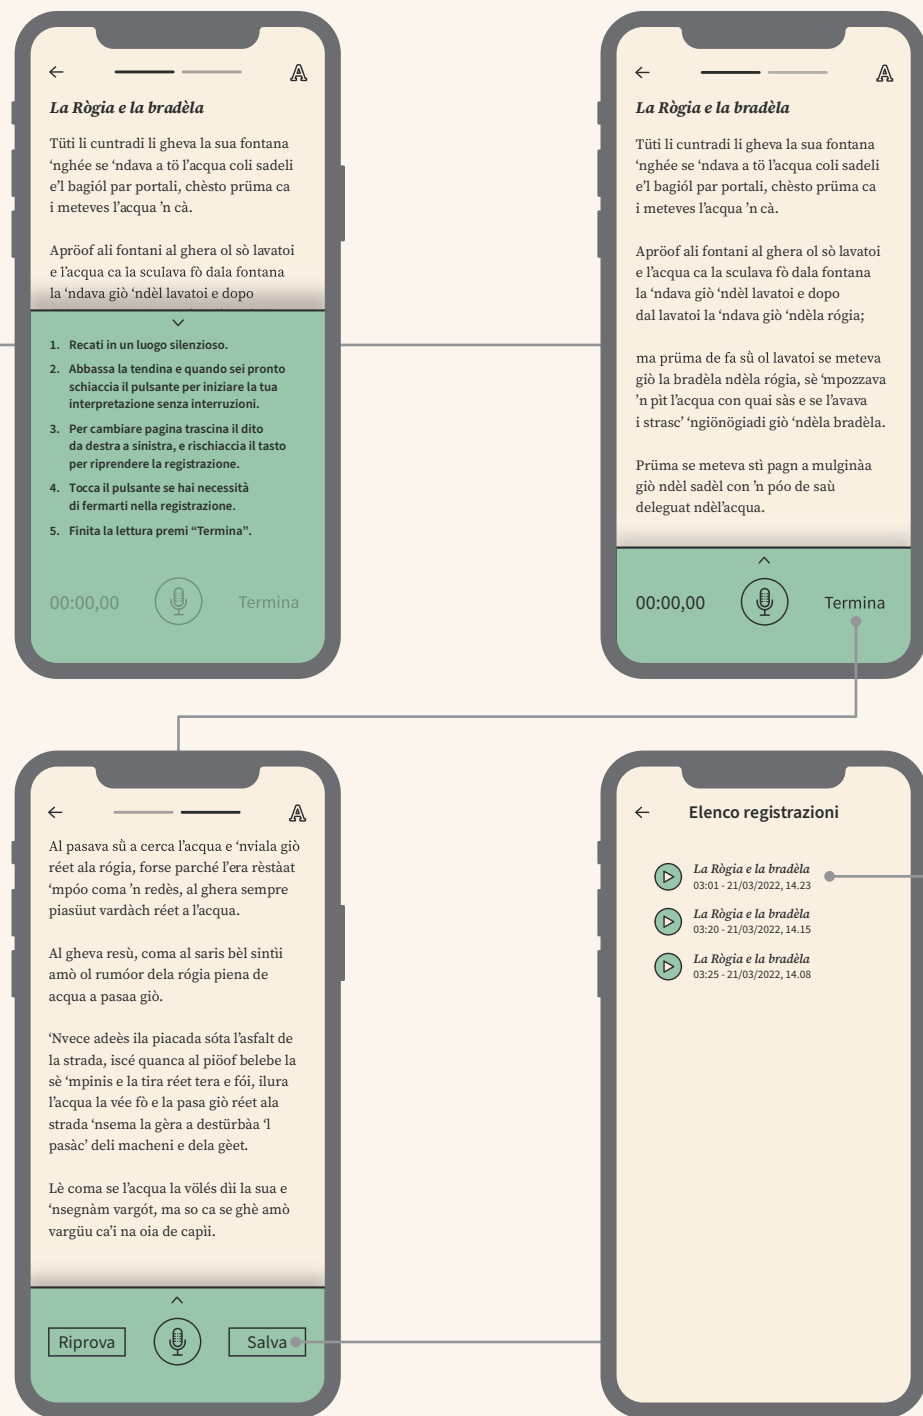 La Rògia e la bradèla
Tüti li cuntradi li gheva la sua fontana
‘nghée se ‘ndava a tö l’acqua coli sadeli
e’l bagiól par portali, chèsto prüma ca
i meteves l’acqua ’n cà.
Apröof ali fontani al ghera ol sò lavatoi
e l’acqua ca la sculava fò dala fontana
la ‘ndava giò ‘ndèl lavatoi e dopo
1. Recati in un luogo silenzioso.
2. Abbassa la tendina e quando sei pronto
schiaccia il pulsante per iniziare la tua
interpretazione senza interruzioni.
3. Per cambiare pagina trascina il dito
da destra a sinistra, e rischiaccia il tasto
per riprendere la registrazione.
4. Tocca il pulsante se hai necessità
di fermarti nella registrazione.
5. Finita la lettura premi “Termina”.
00:00,00
Termina
La Rògia e la bradèla
Tüti li cuntradi li gheva la sua fontana
‘nghée se ‘ndava a tö l’acqua coli sadeli
e’l bagiól par portali, chèsto prüma ca
i meteves l’acqua ’n cà.
Apröof ali fontani al ghera ol sò lavatoi
e l’acqua ca la sculava fò dala fontana
la ‘ndava giò ‘ndèl lavatoi e dopo
dal lavatoi la ‘ndava giò ‘ndèla rógia;
ma prüma de fa sǜ ol lavatoi se meteva
giò la bradèla ndèla rógia, sè ‘mpozzava
’n pìt l’acqua con quai sàs e se l’avava
i strasc’ ‘ngiönögiadi giò ‘ndèla bradèla.
Prüma se meteva stì pagn a mulginàa
giò ndèl sadèl con ’n póo de saù
deleguat ndèl’acqua.
00:00,00
Termina
A
A
Al pasava sǜ a cerca l’acqua e ‘nviala giò
réet ala rógia, forse parché l’era rèstàat
‘mpóo coma ’n redès, al ghera sempre
piasüut vardàch réet a l’acqua.
Al gheva resù, coma al saris bèl sintìi
amò ol rumóor dela rógia piena de
acqua a pasaa giò.
‘Nvece adeès ila piacada sóta l’asfalt de
la strada, iscé quanca al piöof belebe la
sè ‘mpinis e la tira réet tera e fói, ilura
l’acqua la vée fò e la pasa giò réet ala
strada ‘nsema la gèra a destürbàa ‘l
pasàc’ deli macheni e dela gèet.
Lè coma se l’acqua la völés dìi la sua e
‘nsegnàm vargót, ma so ca se ghè amò
vargüu ca’i na oia de capìi.
Riprova
Salva
A
Elenco registrazioni
La Rògia e la bradèla
03:01 - 21/03/2022, 14.23
La Rògia e la bradèla
03:20 - 21/03/2022, 14.15
La Rògia e la bradèla
03:25 - 21/03/2022, 14.08